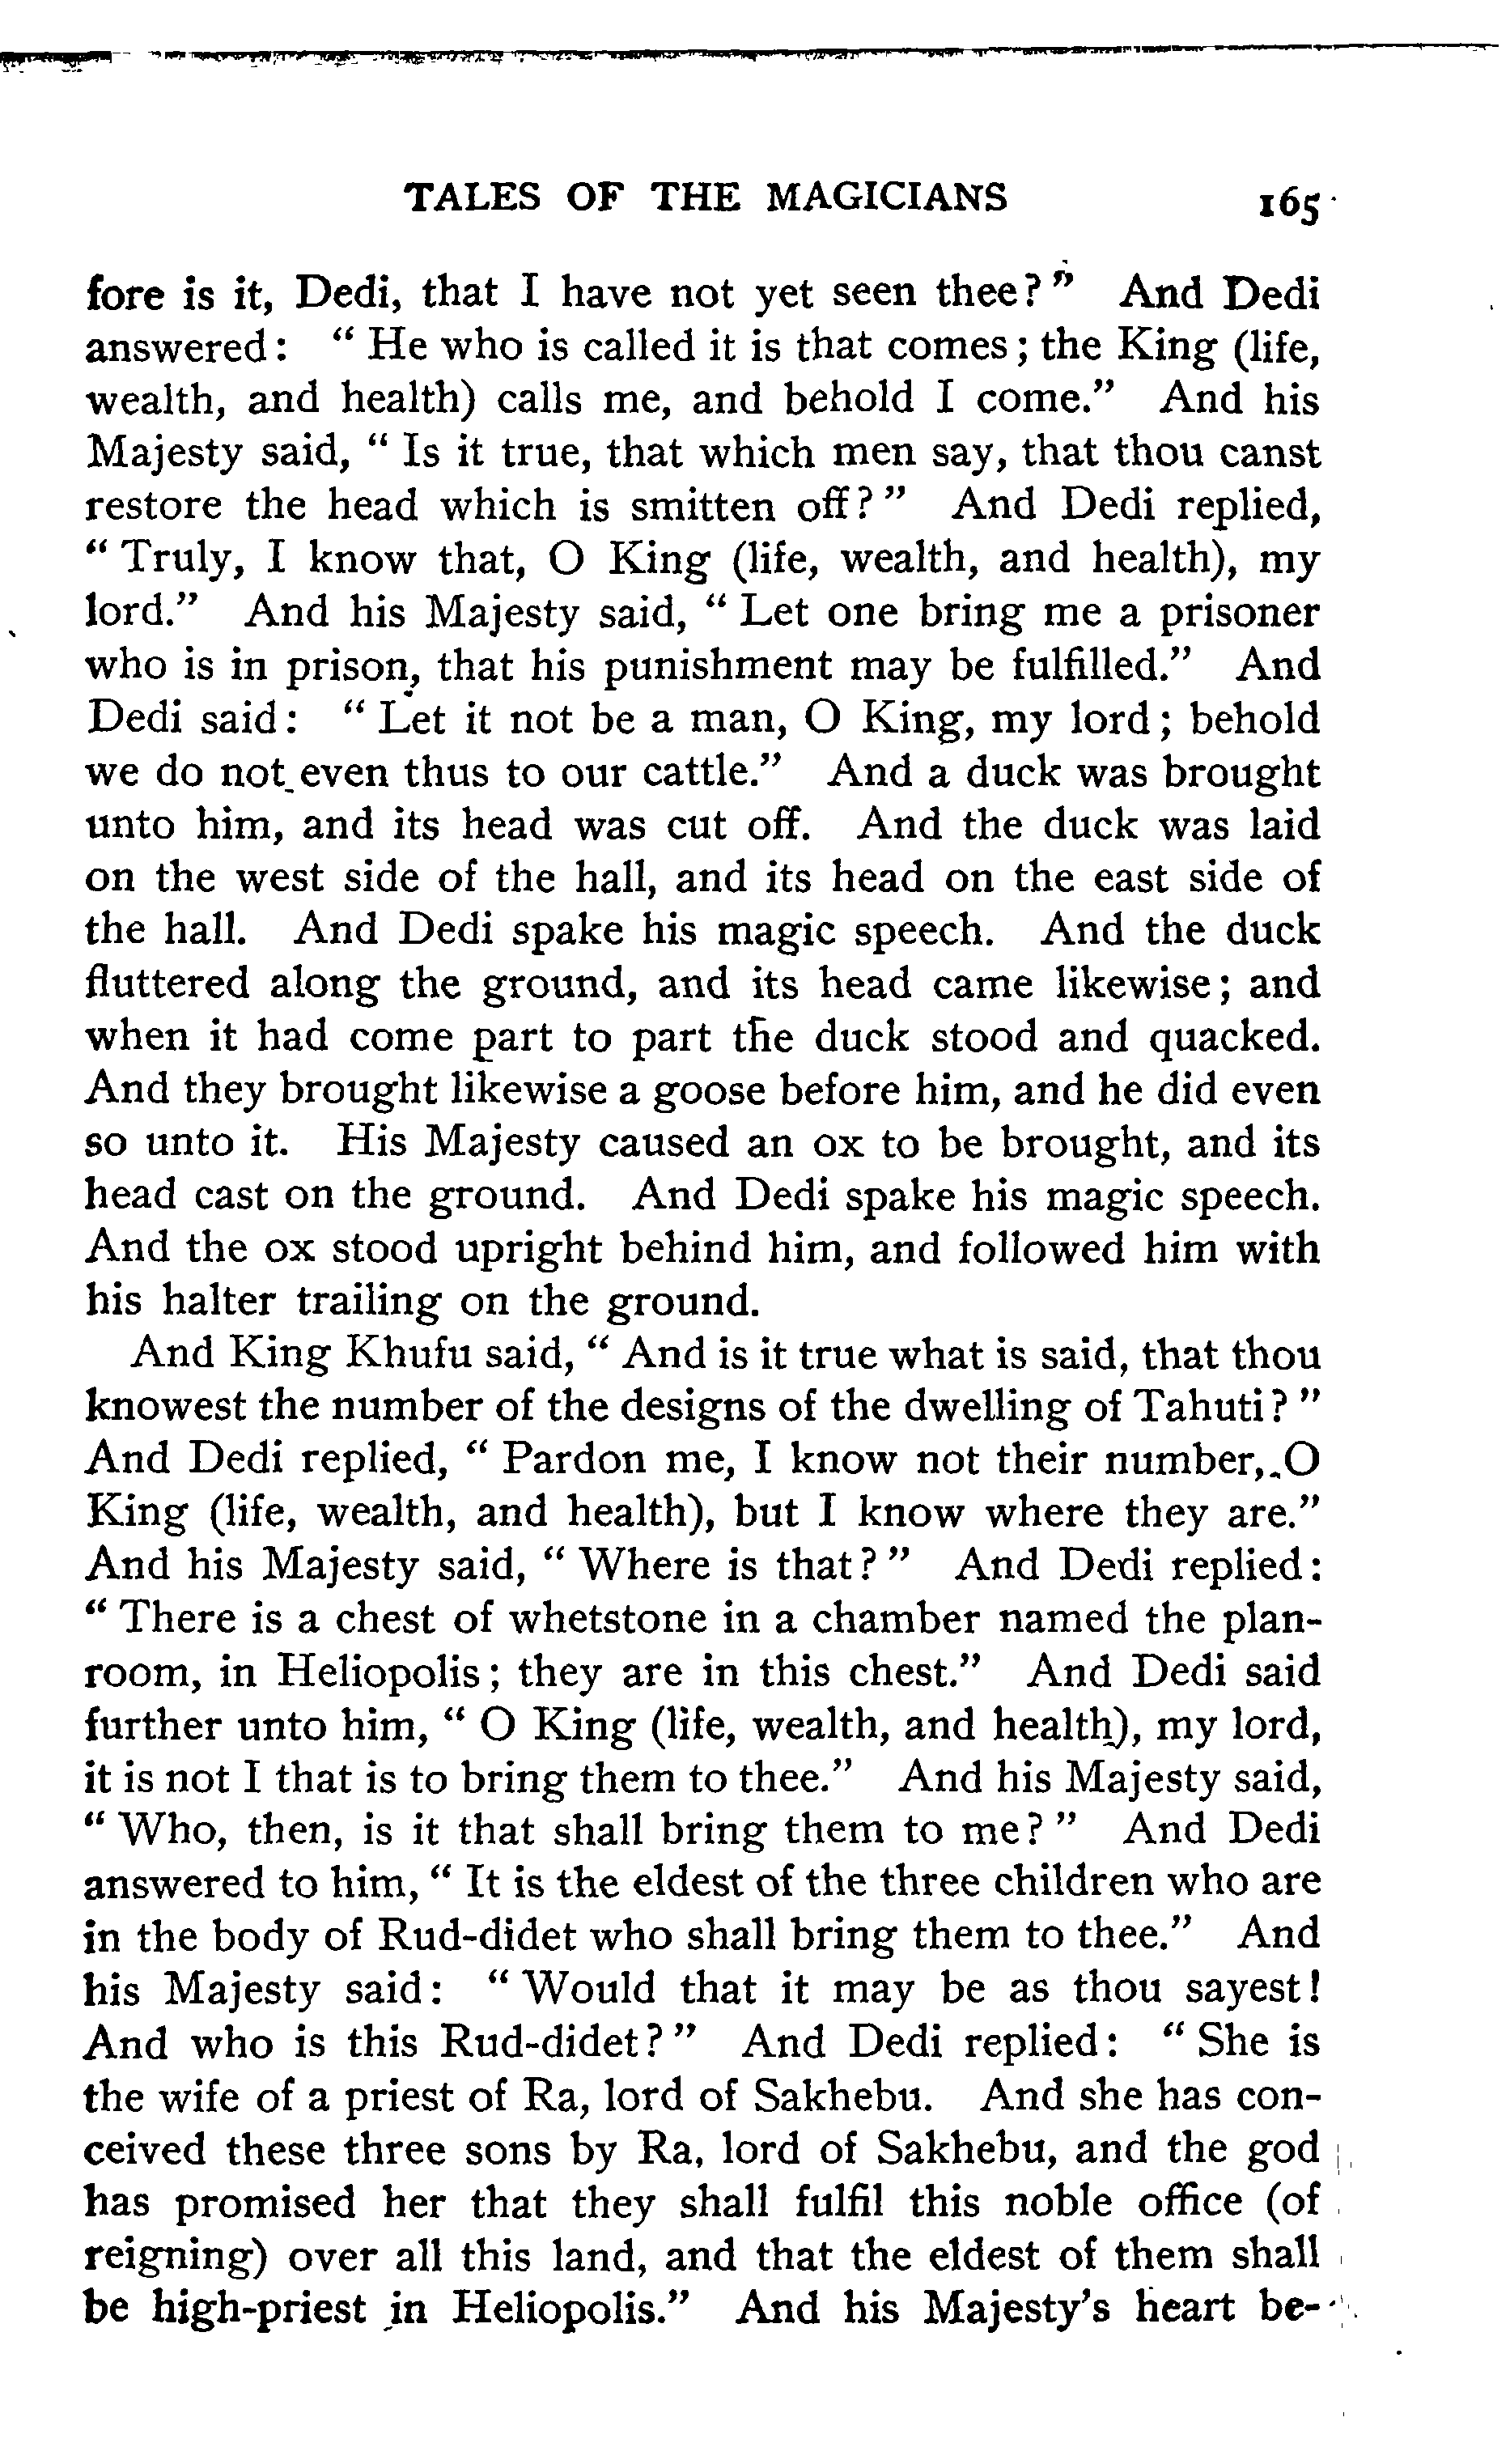 TALES OF THE MAGICIANS 165
fore is it, Dedi, that I have not yet seen thee?" And Dedi
answered: "He who is called it is that comes; the King (life,
wealth, and health) calls me, and behold I come." And his
Majesty said, "Is it true, that which men say, that thou canst
restore the head which is smitten off?" And Dedi replied,
"Truly, I know that, O King (life, wealth, and health), my
lord." And his Majesty said, "Let one bring me a prisoner
who is in prison, that his punishment may be fulfilled." And
Dedi said: "Let it not be a man, O King, my lord; behold
we do not even thus to our cattle." And a duck was brought
unto him, and its head was cut off. And the duck was laid
on the west side of the hall, and its head on the east side of
the hall. And Dedi spake his magic speech. And the duck
fluttered along the ground, and its head came likewise; and
when it had come part to part the duck stood and quacked.
And they brought likewise a goose before him, and he did even
so unto it. His Majesty caused an ox to be brought, and its
head cast on the ground. And Dedi spake his magic speech.
And the ox stood upright behind him, and followed him with
his halter trailing on the ground.
And King Khufu said, "And is it true what is said, that thou
knowest the number of the designs of the dwelling of Tahuti?"
And Dedi replied, "Pardon me, I know not their number, O
King (life, wealth, and health), but I know where they are."
And his Majesty said, "Where is that?" And Dedi replied:
"There is a chest of whetstone in a chamber named the plan-
room, in Heliopolis; they are in this chest." And Dedi said
further unto him, "O King (life, wealth, and health), my lord,
it is not I that is to bring them to thee." And his Majesty said,
"Who, then, is it that shall bring them to me?" And Dedi
answered to him, "It is the eldest of the three children who are
in the body of Rud-didet who shall bring them to thee." And
his Majesty said: "Would that it may be as thou sayest!
And who is this Rud-didet?" And Dedi replied: "She is
the wife of a priest of Ra, lord of Sakhebu. And she has con-
ceived these three sons by Ra, lord of Sakhebu, and the god
has promised her that they shall fulfil this noble office (of
reigning) over all this land, and that the eldest of them shall
be high-priest in Heliopolis." And his Majesty's heart be-